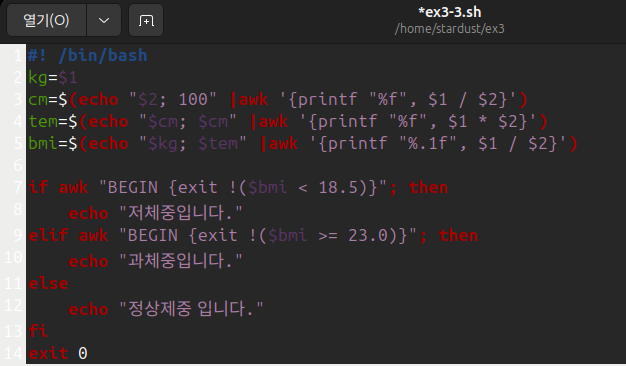 열기(O)
*ex3-3.sh
/home/stardust/ex3
1 #! /bin/bash
2 kg=$1
3 cm=$(echo "$2; 100" |awk '{printf "%f", $1 / $2}')
4 tem=$(echo "$cm; $cm" |awk '{printf "%f", $1 * $2}')
5 bmi=$(echo "$kg; $tem" |awk '{printf "%.1f", $1 / $2}')
6
7 if awk "BEGIN {exit !($bmi < 18.5)}"; then
8     echo "저체중입니다."
9 elif awk "BEGIN {exit !($bmi >= 23.0)}"; then
10     echo "과체중입니다."
11 else
12     echo "정상제중 입니다."
13 fi
14 exit 0